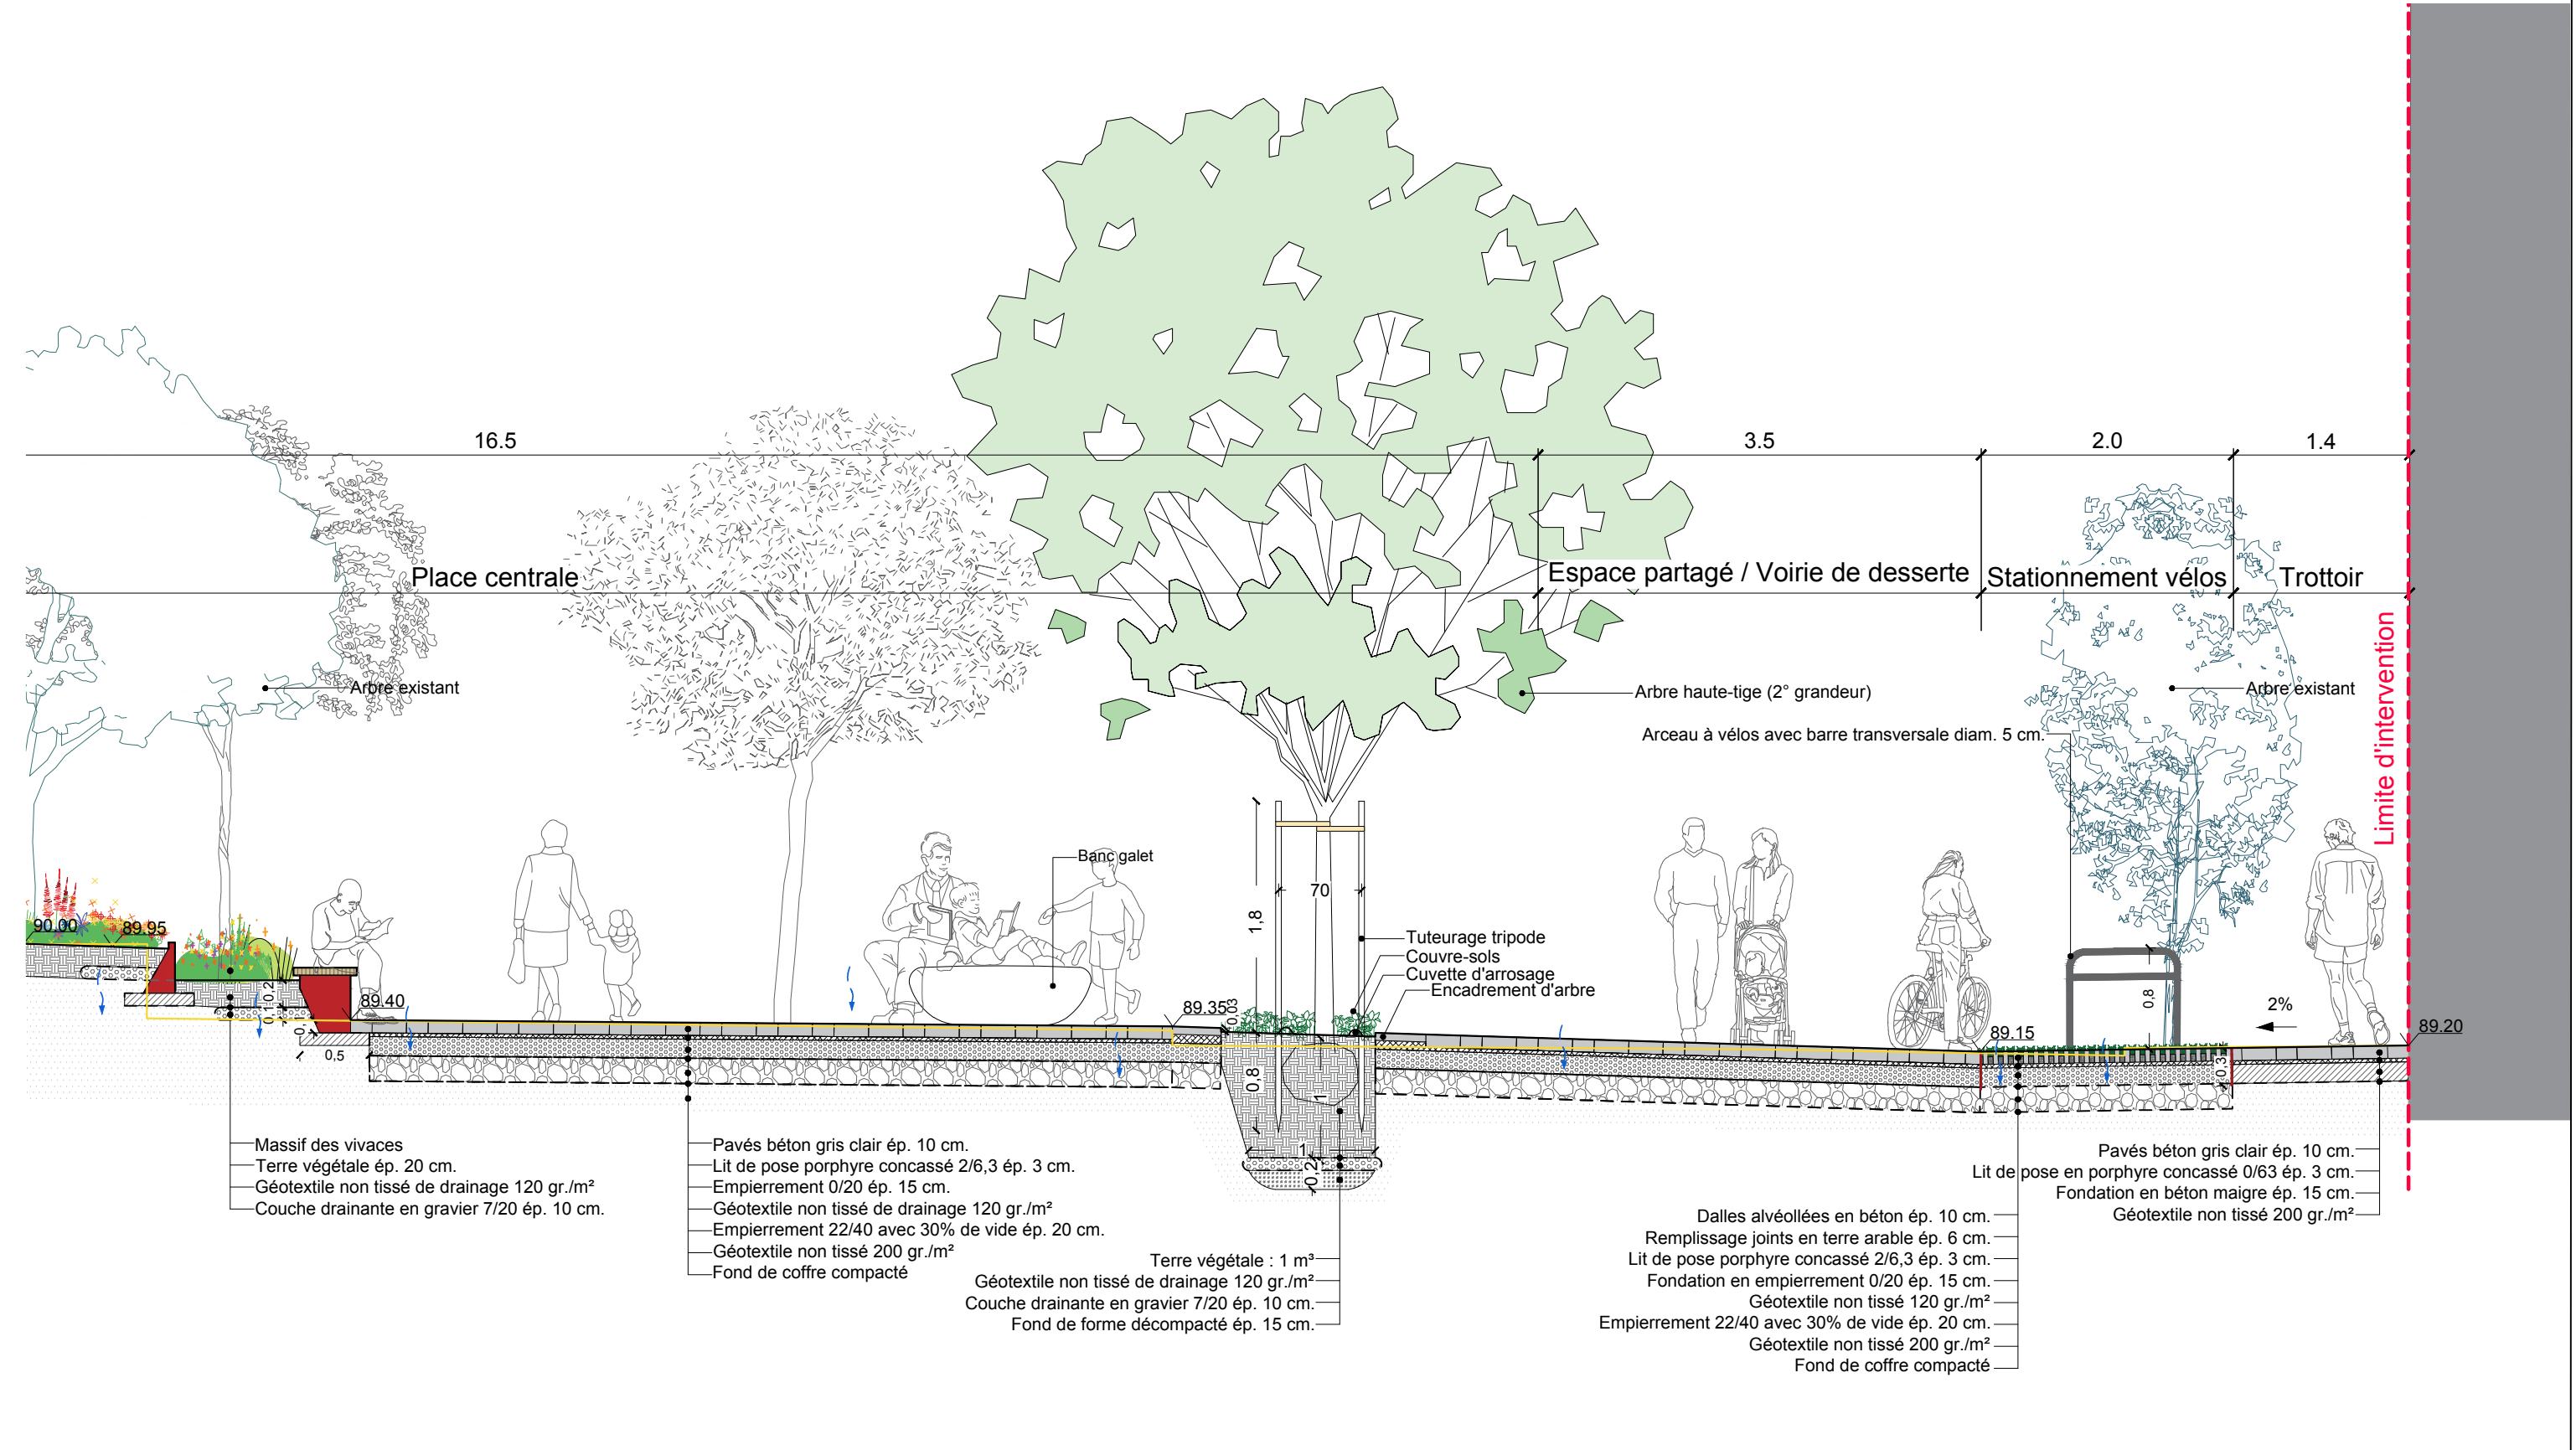 16.5
3.5
2.0
1.4
Place centrale
Espace partagé / Voirie de desserte
Stationnement vélos
Trottoir
Limite d'intervention
Arbre existant
Arbre haute-tige (2° grandeur)
Arbre existant
Arceau à vélos avec barre transversale diam. 5 cm.
Banc galet
1,8
70
90.00
89.95
Tuteurage tripode
Couvre-sols
Cuvette d'arrosage
Encadrement d'arbre
89.40
89.35
0,03
0,8
89.15
2%
89.20
0,2
0,1
0,5
0,8
1
1
0,2
0,3
Massif des vivaces
Terre végétale ép. 20 cm.
Géotextile non tissé de drainage 120 gr./m²
Couche drainante en gravier 7/20 ép. 10 cm.
Pavés béton gris clair ép. 10 cm.
Lit de pose porphyre concassé 2/6,3 ép. 3 cm.
Empierrement 0/20 ép. 15 cm.
Géotextile non tissé de drainage 120 gr./m²
Empierrement 22/40 avec 30% de vide ép. 20 cm.
Géotextile non tissé 200 gr./m²
Fond de coffre compacté
Terre végétale : 1 m³
Géotextile non tissé de drainage 120 gr./m²
Couche drainante en gravier 7/20 ép. 10 cm.
Fond de forme décompacté ép. 15 cm.
Dalles alvéollées en béton ép. 10 cm.
Remplissage joints en terre arable ép. 6 cm.
Lit de pose porphyre concassé 2/6,3 ép. 3 cm.
Fondation en empierrement 0/20 ép. 15 cm.
Géotextile non tissé 120 gr./m²
Empierrement 22/40 avec 30% de vide ép. 20 cm.
Géotextile non tissé 200 gr./m²
Fond de coffre compacté
Pavés béton gris clair ép. 10 cm.
Lit de pose en porphyre concassé 0/63 ép. 3 cm.
Fondation en béton maigre ép. 15 cm.
Géotextile non tissé 200 gr./m²